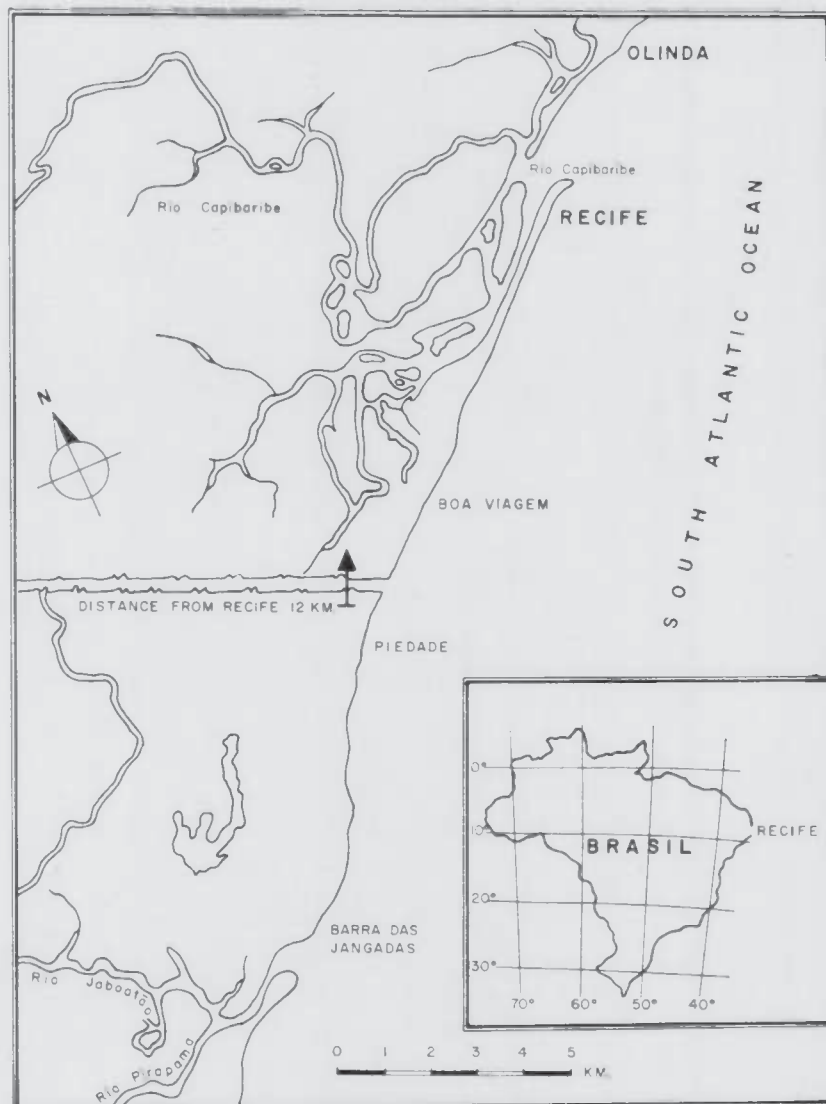 OLINDA
Rio Capibaribe
Rio Capibaribe
RECIFE
SOUTH ATLANTIC OCEAN
N
BOA VIAGEM
DISTANCE FROM RECIFE 12 KM.
PIEDADE
0°
10°
RECIFE
BRASIL
20°
30°
70° 60° 50° 40°
BARRA DAS
JANGADAS
Rio Jaboatão
Rio Pirapama
0 1 2 3 4 5
KM.